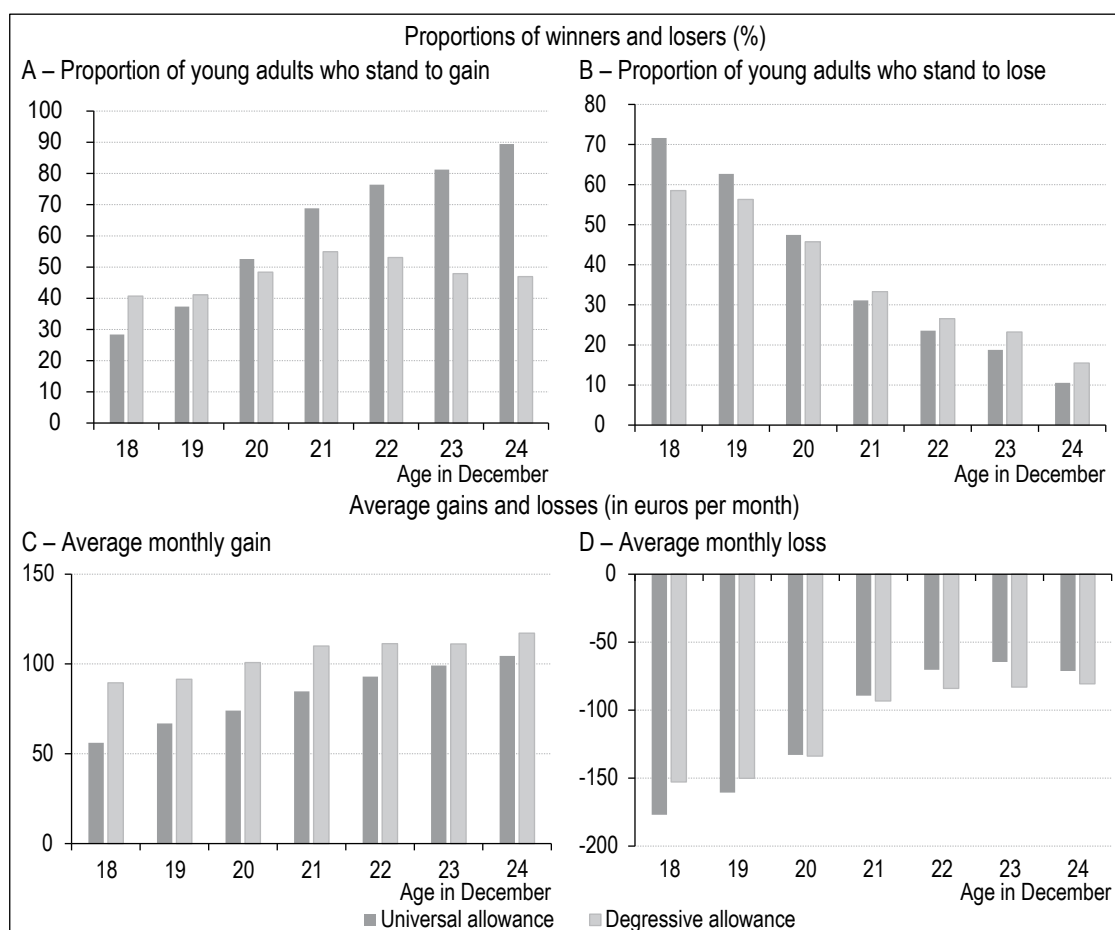 Proportions of winners and losers (%)
A – Proportion of young adults who stand to gain
100
90
80
70
60
50
40
30
20
10
0
18 19 20 21 22 23 24
Age in December
B – Proportion of young adults who stand to lose
80
70
60
50
40
30
20
10
0
18 19 20 21 22 23 24
Age in December
Average gains and losses (in euros per month)
C – Average monthly gain
150
100
50
0
18 19 20 21 22 23 24
Age in December
D – Average monthly loss
0
-50
-100
-150
-200
18 19 20 21 22 23 24
Age in December
Universal allowance Degressive allowance